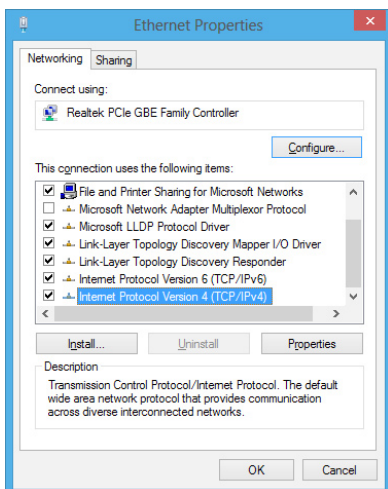 Ethernet Properties
Networking
Sharing
Connect using:
Realtek PCIe GBE Family Controller
Configure...
This connection uses the following items:
File and Printer Sharing for Microsoft Networks
Microsoft Network Adapter Multiplexor Protocol
Microsoft LLDP Protocol Driver
Link-Layer Topology Discovery Mapper I/O Driver
Link-Layer Topology Discovery Responder
Internet Protocol Version 6 (TCP/IPv6)
Internet Protocol Version 4 (TCP/IPv4)
Install...
Uninstall
Properties
Description
Transmission Control Protocol/Internet Protocol. The default
wide area network protocol that provides communication
across diverse interconnected networks.
OK
Cancel